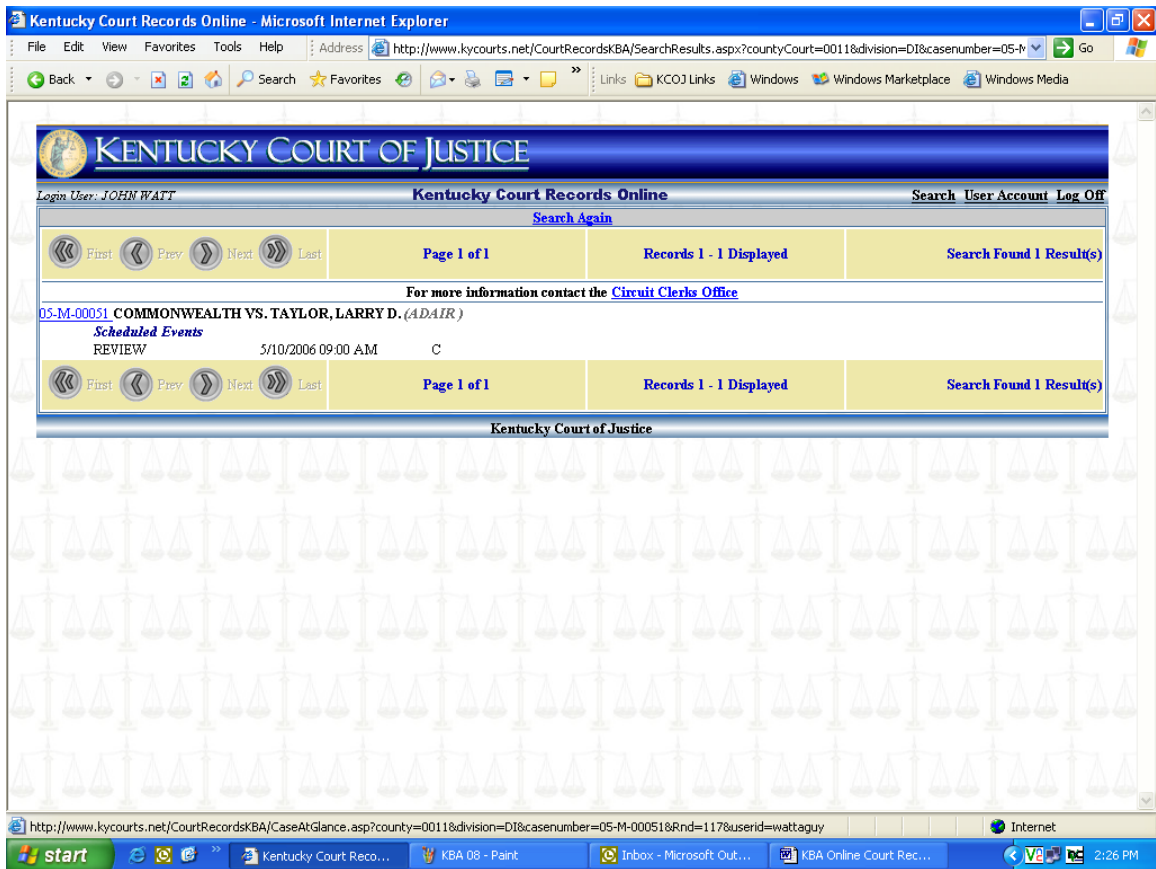 Kentucky Court Records Online - Microsoft Internet Explorer
File Edit View Favorites Tools Help Address http://www.kycourts.net/CourtRecordsKBA/SearchResults.aspx?countyCourt=0011&division=DI&casenumber=05-M Go
Back Search Favorites » Links KCOJ Links Windows Windows Marketplace Windows Media
KENTUCKY COURT OF JUSTICE
Login User: JOHN WATT Kentucky Court Records Online Search User Account Log Off
Search Again
First Prev Next Last Page 1 of 1 Records 1 - 1 Displayed Search Found 1 Result(s)
For more information contact the Circuit Clerks Office
05-M-00051 COMMONWEALTH VS. TAYLOR, LARRY D. (ADAIR )
Scheduled Events
REVIEW 5/10/2006 09:00 AM C
First Prev Next Last Page 1 of 1 Records 1 - 1 Displayed Search Found 1 Result(s)
Kentucky Court of Justice
http://www.kycourts.net/CourtRecordsKBA/CaseAtGlance.asp?county=0011&division=DI&casenumber=05-M-00051&Rnd=117&userid=wattaguy Internet
start » Kentucky Court Reco... KBA 08 - Paint Inbox - Microsoft Out... KBA Online Court Rec... 2:26 PM